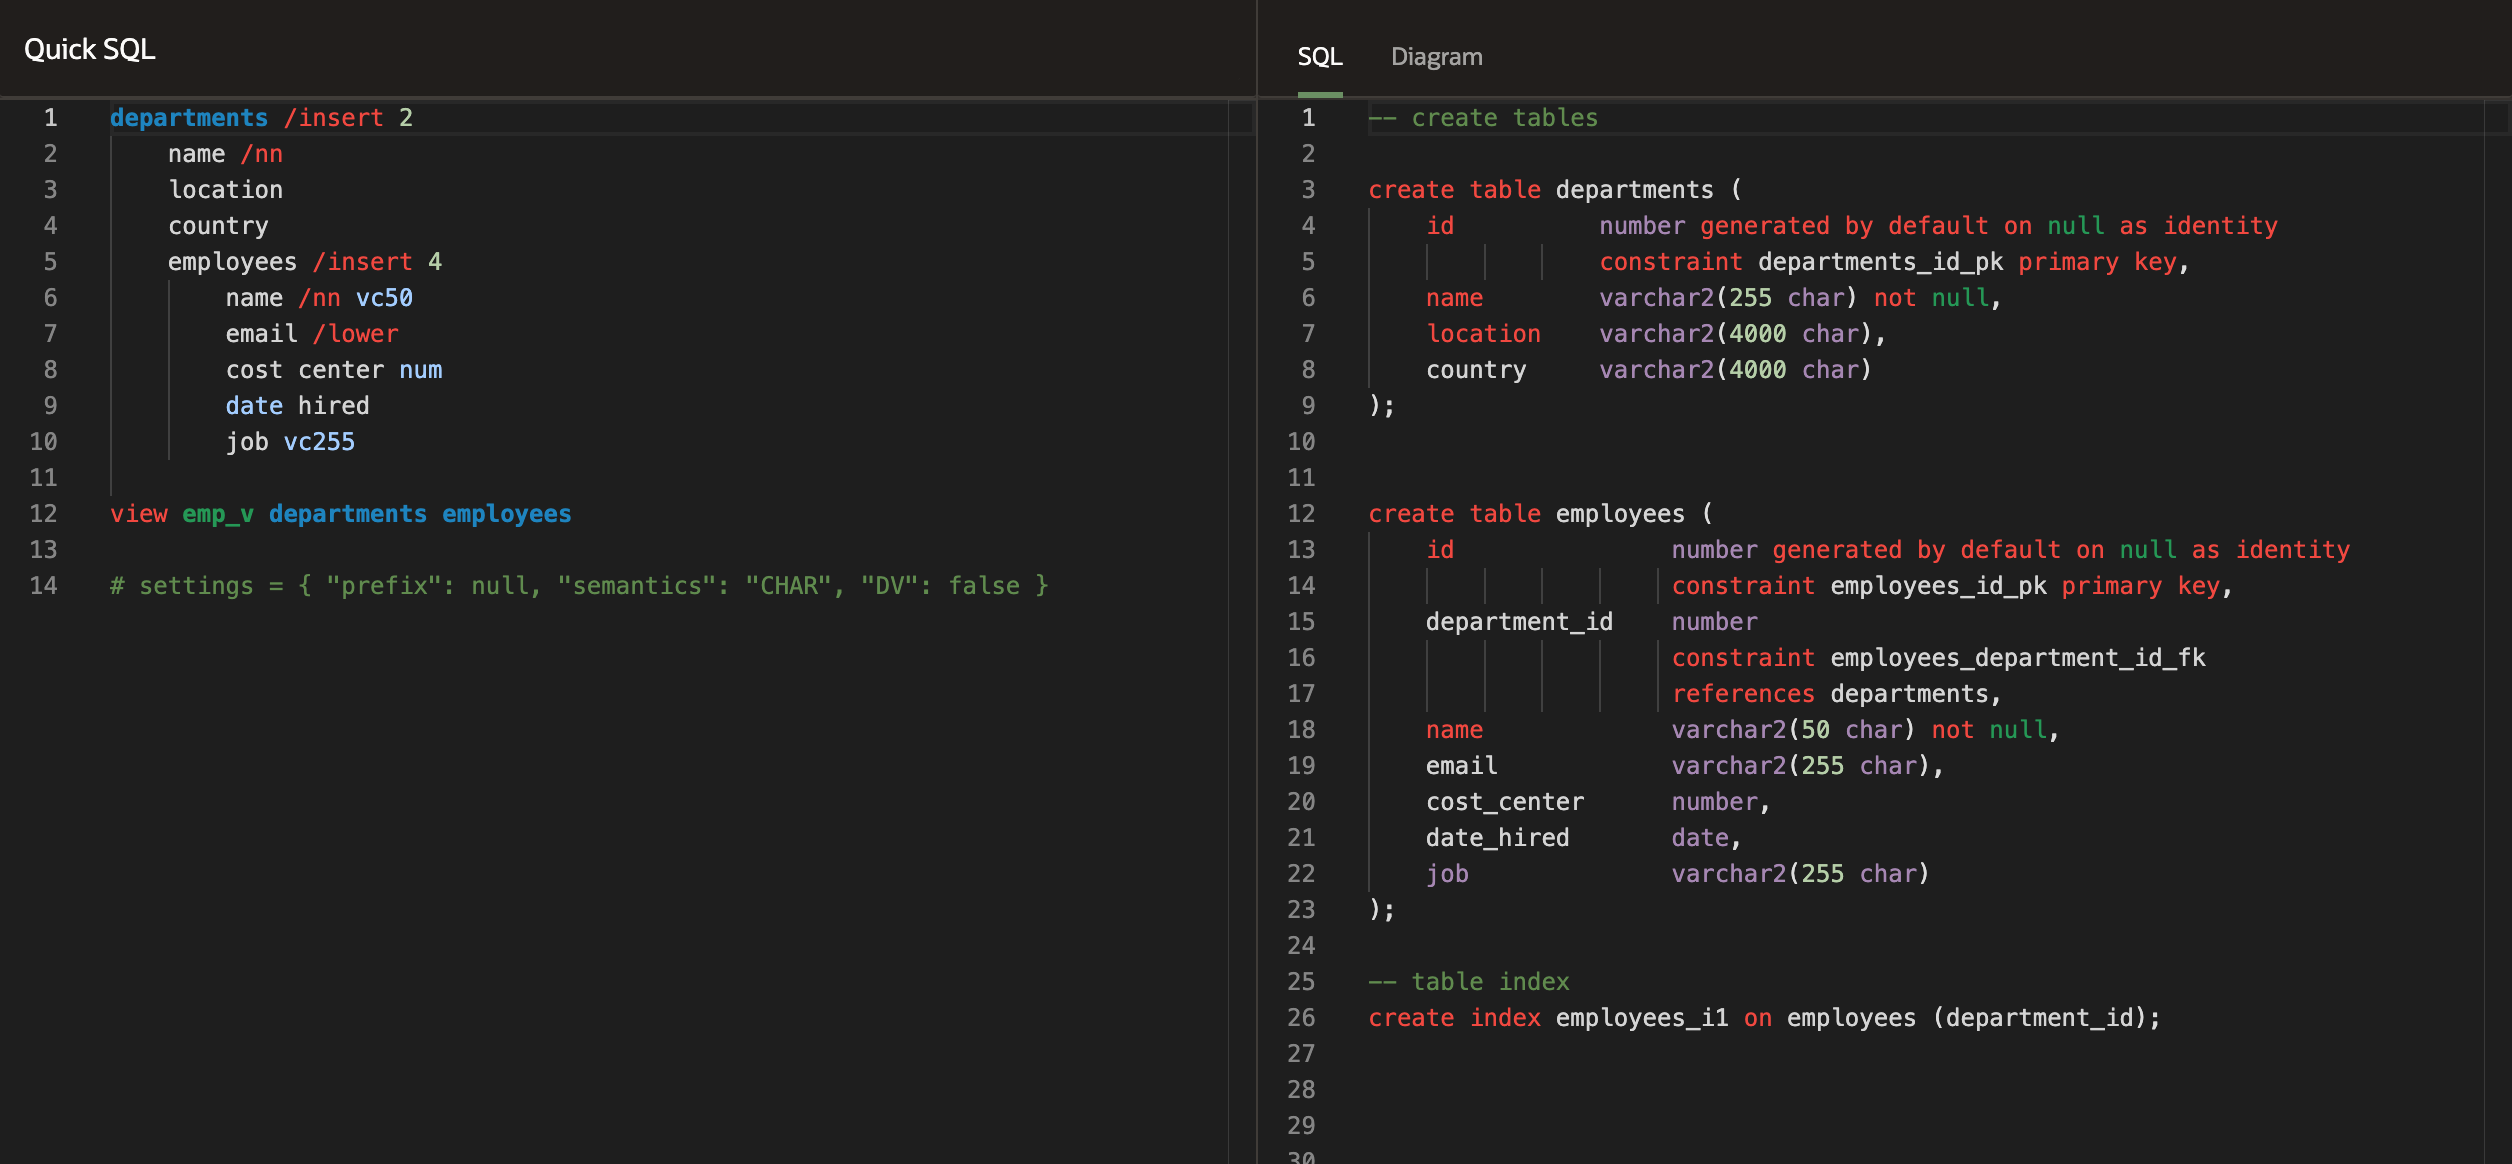 Quick SQL
1 departments /insert 2
2     name /nn
3     location
4     country
5     employees /insert 4
6         name /nn vc50
7         email /lower
8         cost center num
9         date hired
10         job vc255
11
12 view emp_v departments employees
13
14 # settings = { "prefix": null, "semantics": "CHAR", "DV": false }
SQL Diagram
1 -- create tables
2
3 create table departments (
4     id          number generated by default on null as identity
5                 constraint departments_id_pk primary key,
6     name        varchar2(255 char) not null,
7     location    varchar2(4000 char),
8     country     varchar2(4000 char)
9 );
10
11
12 create table employees (
13     id               number generated by default on null as identity
14                      constraint employees_id_pk primary key,
15     department_id    number
16                      constraint employees_department_id_fk
17                      references departments,
18     name             varchar2(50 char) not null,
19     email            varchar2(255 char),
20     cost_center      number,
21     date_hired       date,
22     job              varchar2(255 char)
23 );
24
25 -- table index
26 create index employees_i1 on employees (department_id);
27
28
29
30